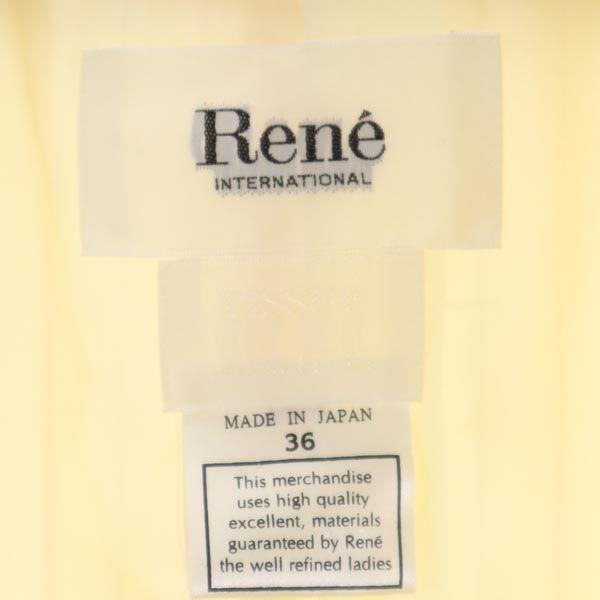 René
INTERNATIONAL
MADE IN JAPAN
36
This merchandise
uses high quality
excellent, materials
guaranteed by René
the well refined ladies